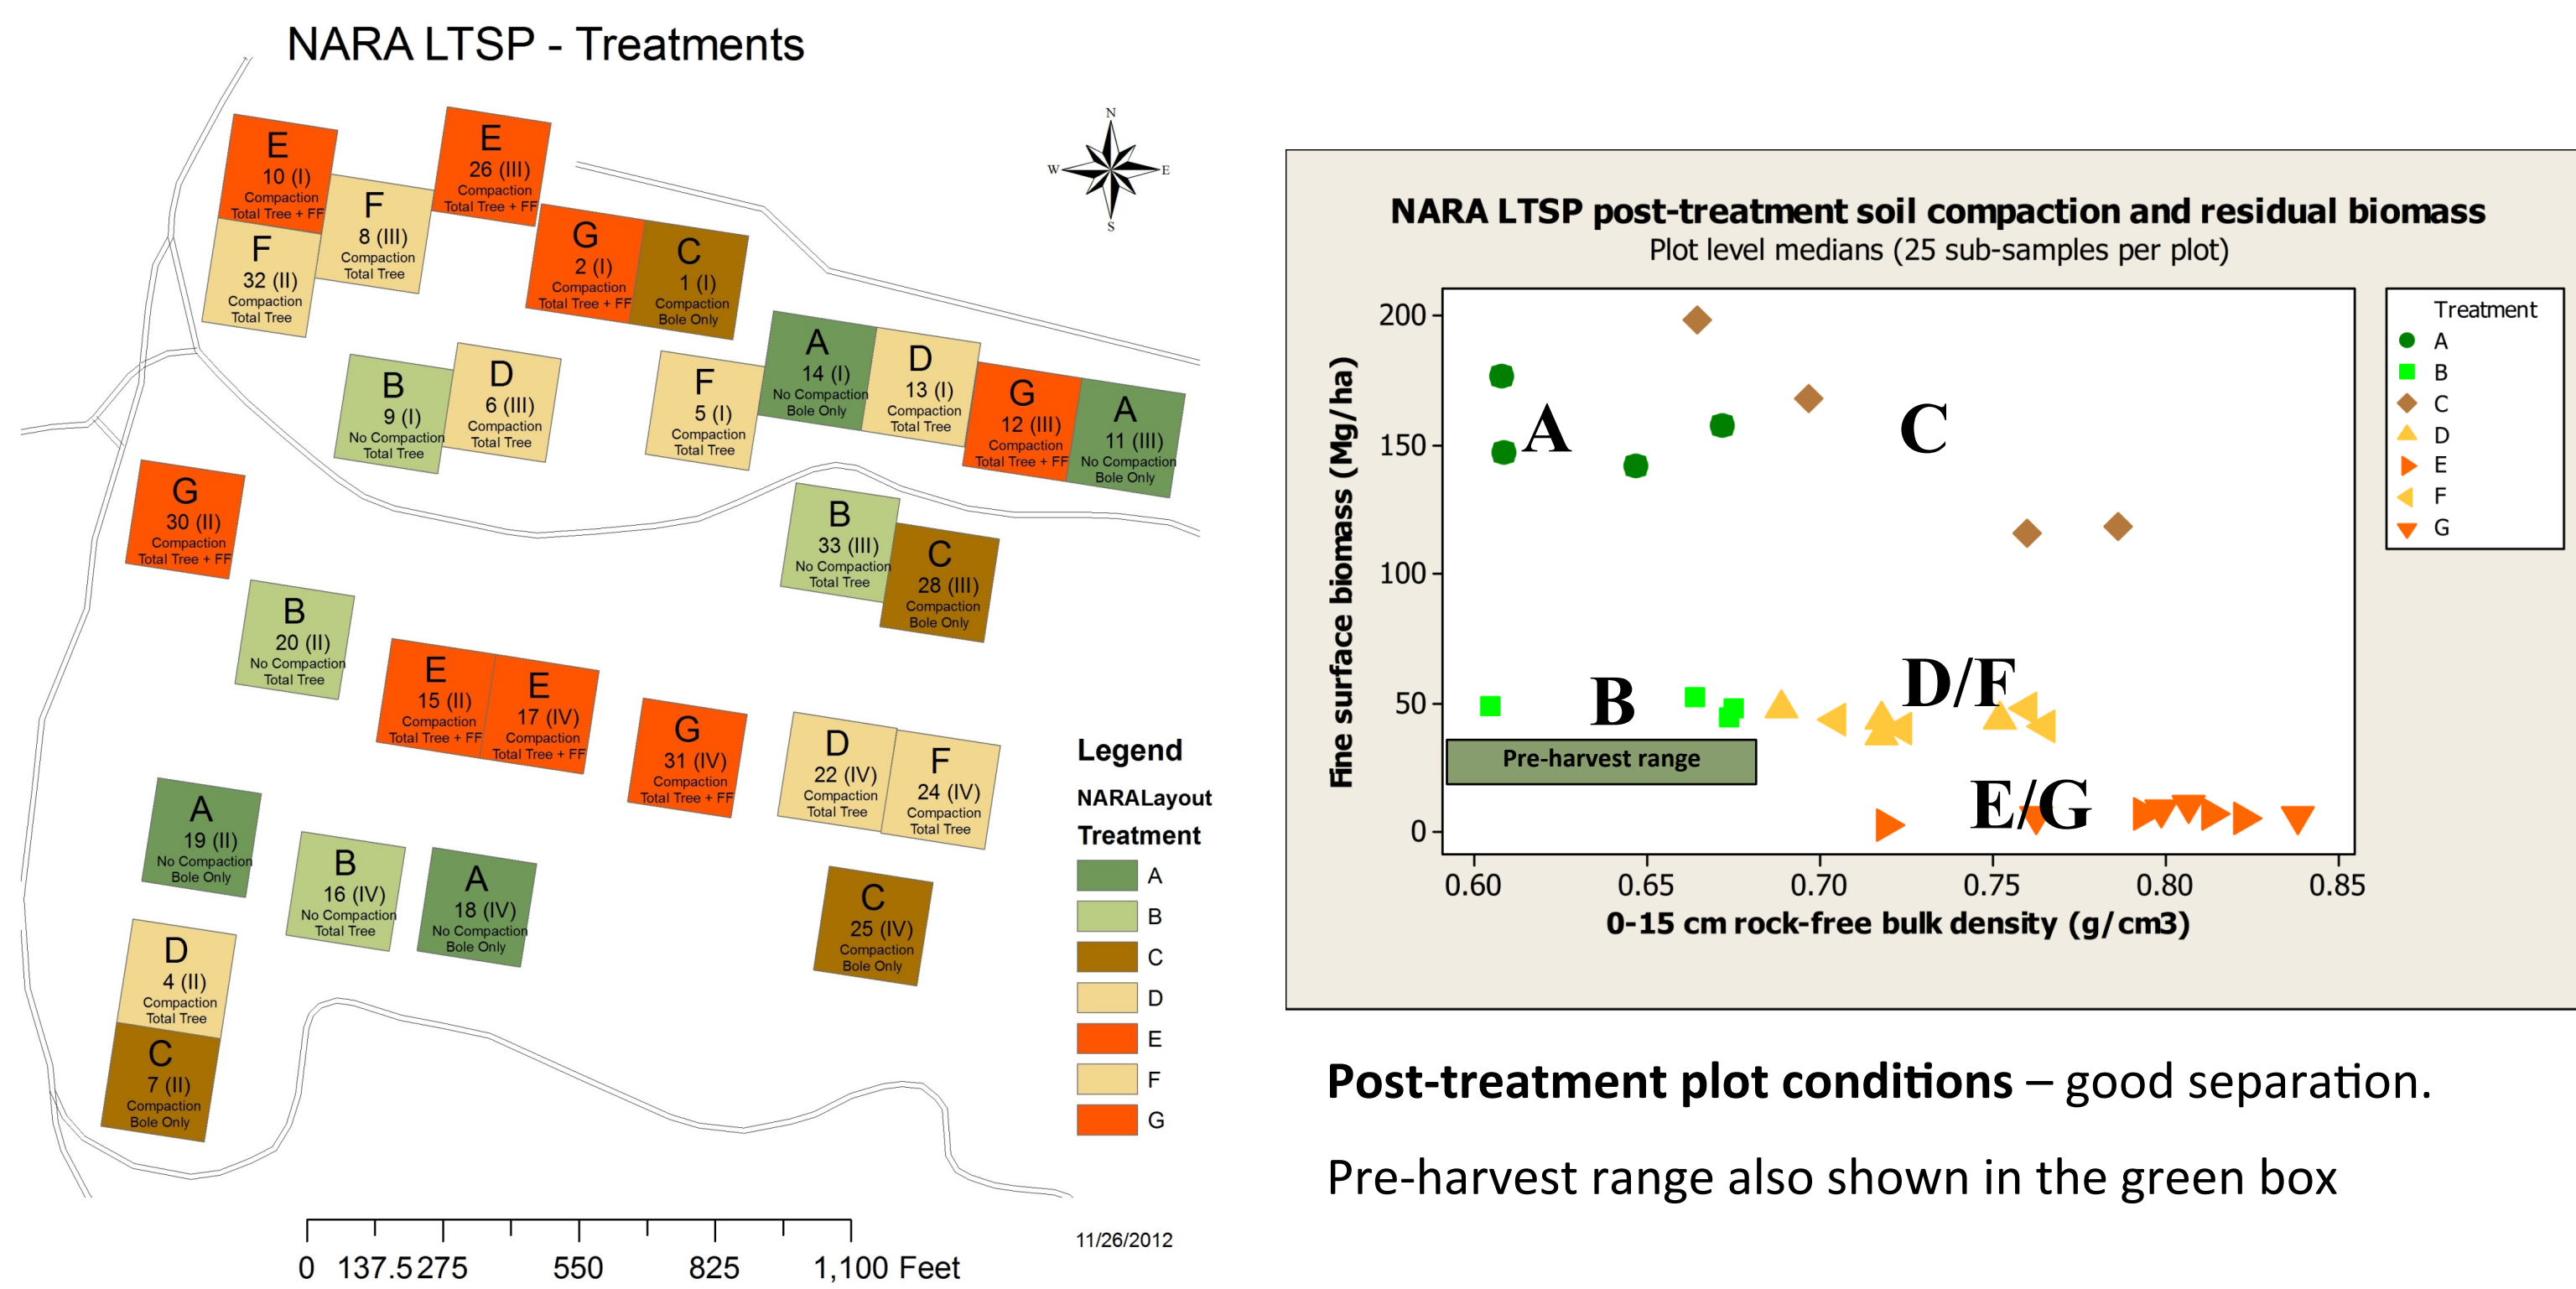 NARA LTSP - Treatments
N
W
E
S
E
10 (I)
Compaction
Total Tree + FF
E
26 (III)
Compaction
Total Tree + FF
F
8 (III)
Compaction
Total Tree
F
32 (II)
Compaction
Total Tree
G
2 (I)
Compaction
Total Tree + FF
C
1 (I)
Compaction
Bole Only
A
14 (I)
No Compaction
Bole Only
D
13 (I)
Compaction
Total Tree
B
9 (I)
No Compaction
Total Tree
D
6 (III)
Compaction
Total Tree
F
5 (I)
Compaction
Total Tree
G
12 (III)
Compaction
Total Tree + FF
A
11 (III)
No Compaction
Bole Only
G
30 (II)
Compaction
Total Tree + FF
B
33 (III)
No Compaction
Total Tree
C
28 (III)
Compaction
Bole Only
B
20 (II)
No Compaction
Total Tree
E
15 (II)
Compaction
Total Tree + FF
E
17 (IV)
Compaction
Total Tree + FF
G
31 (IV)
Compaction
Total Tree + FF
D
22 (IV)
Compaction
Total Tree
F
24 (IV)
Compaction
Total Tree
A
19 (II)
No Compaction
Bole Only
B
16 (IV)
No Compaction
Total Tree
A
18 (IV)
No Compaction
Bole Only
C
25 (IV)
Compaction
Bole Only
D
4 (II)
Compaction
Total Tree
C
7 (II)
Compaction
Bole Only
Legend
NARALayout
Treatment
A
B
C
D
E
F
G
11/26/2012
0 137.5 275 550 825 1,100 Feet
NARA LTSP post-treatment soil compaction and residual biomass
Plot level medians (25 sub-samples per plot)
Fine surface biomass (Mg/ha)
200
150
100
50
0
A
C
B
D/F
Pre-harvest range
E/G
0.60 0.65 0.70 0.75 0.80 0.85
0-15 cm rock-free bulk density (g/cm3)
Treatment
A
B
C
D
E
F
G
Post-treatment plot conditions – good separation.
Pre-harvest range also shown in the green box